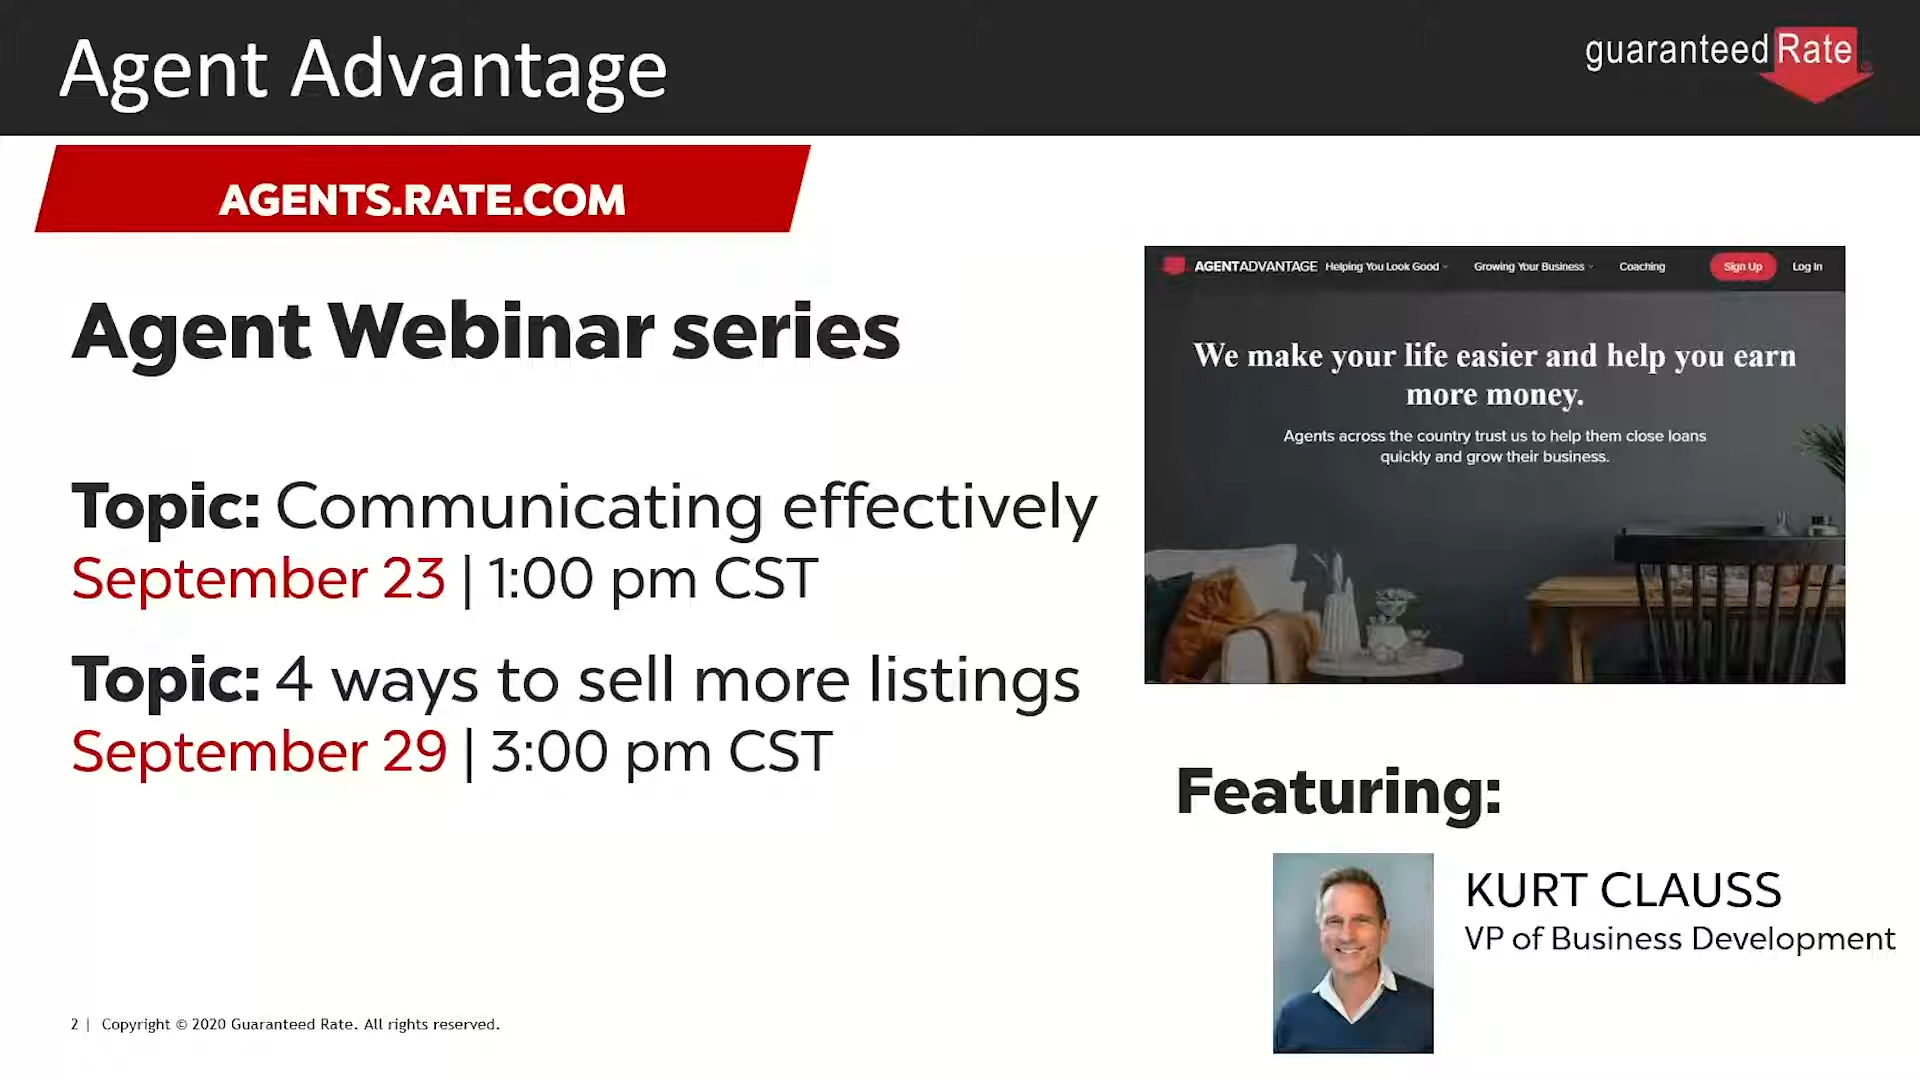 Agent Advantage
guaranteed Rate
AGENTS.RATE.COM
Agent Webinar series
Topic: Communicating effectively
September 23 | 1:00 pm CST
Topic: 4 ways to sell more listings
September 29 | 3:00 pm CST
AGENTADVANTAGE Helping You Look Good Growing Your Business Coaching Sign Up Log In
We make your life easier and help you earn
more money.
Agents across the country trust us to help them close loans
quickly and grow their business.
Featuring:
KURT CLAUSS
VP of Business Development
2 | Copyright © 2020 Guaranteed Rate. All rights reserved.